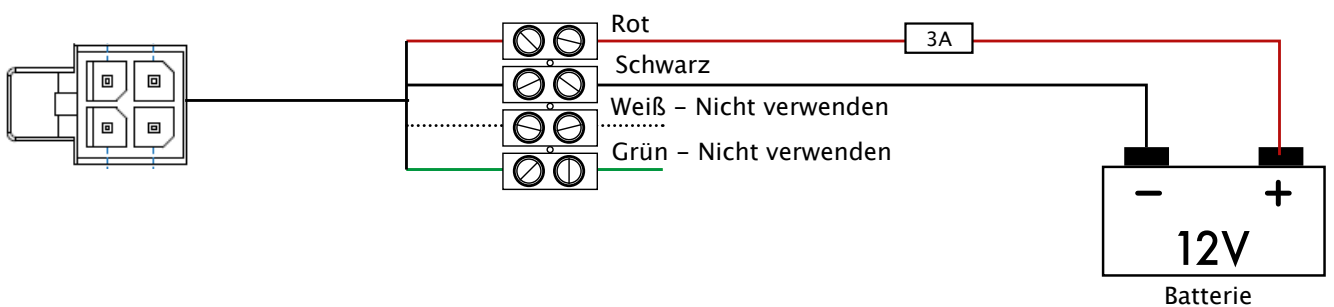 Rot
3A
Schwarz
Weiß – Nicht verwenden
Grün – Nicht verwenden
– +
12V
Batterie